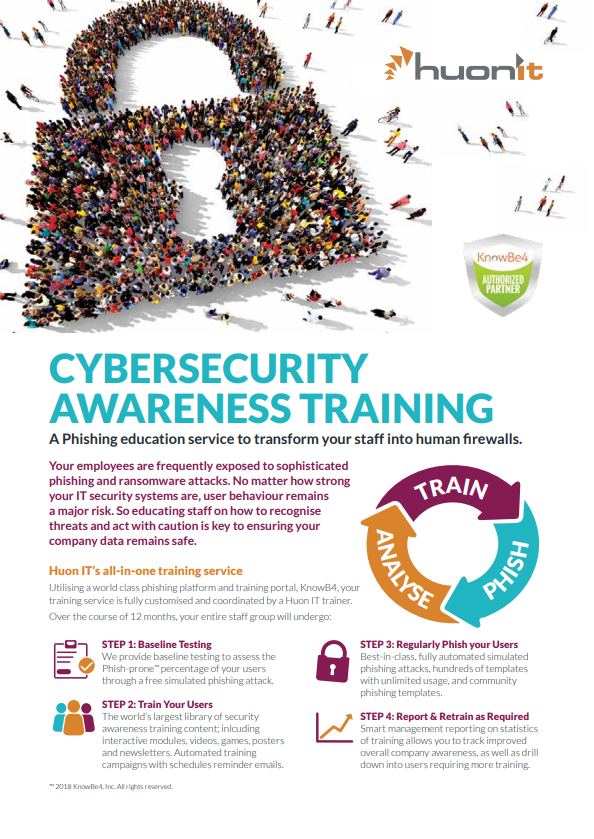 huonit
KnowBe4
AUTHORIZED
PARTNER
CYBERSECURITY
AWARENESS TRAINING
A Phishing education service to transform your staff into human firewalls.
Your employees are frequently exposed to sophisticated
phishing and ransomware attacks. No matter how strong
your IT security systems are, user behaviour remains
a major risk. So educating staff on how to recognise
threats and act with caution is key to ensuring your
company data remains safe.
TRAIN
PHISH
ANALYSE
Huon IT's all-in-one training service
Utilising a world class phishing platform and training portal, KnowB4, your
training service is fully customised and coordinated by a Huon IT trainer.
Over the course of 12 months, your entire staff group will undergo:
STEP 1: Baseline Testing
We provide baseline testing to assess the
Phish-prone™ percentage of your users
through a free simulated phishing attack.
STEP 2: Train Your Users
The world's largest library of security
awareness training content; inlcuding
interactive modules, videos, games, posters
and newsletters. Automated training
campaigns with schedules reminder emails.
STEP 3: Regularly Phish your Users
Best-in-class, fully automated simulated
phishing attacks, hundreds of templates
with unlimited usage, and community
phishing templates.
STEP 4: Report & Retrain as Required
Smart management reporting on statistics
of training allows you to track improved
overall company awareness, as well as drill
down into users requiring more training.
™ 2018 KnowBe4, Inc. All rights reserved.